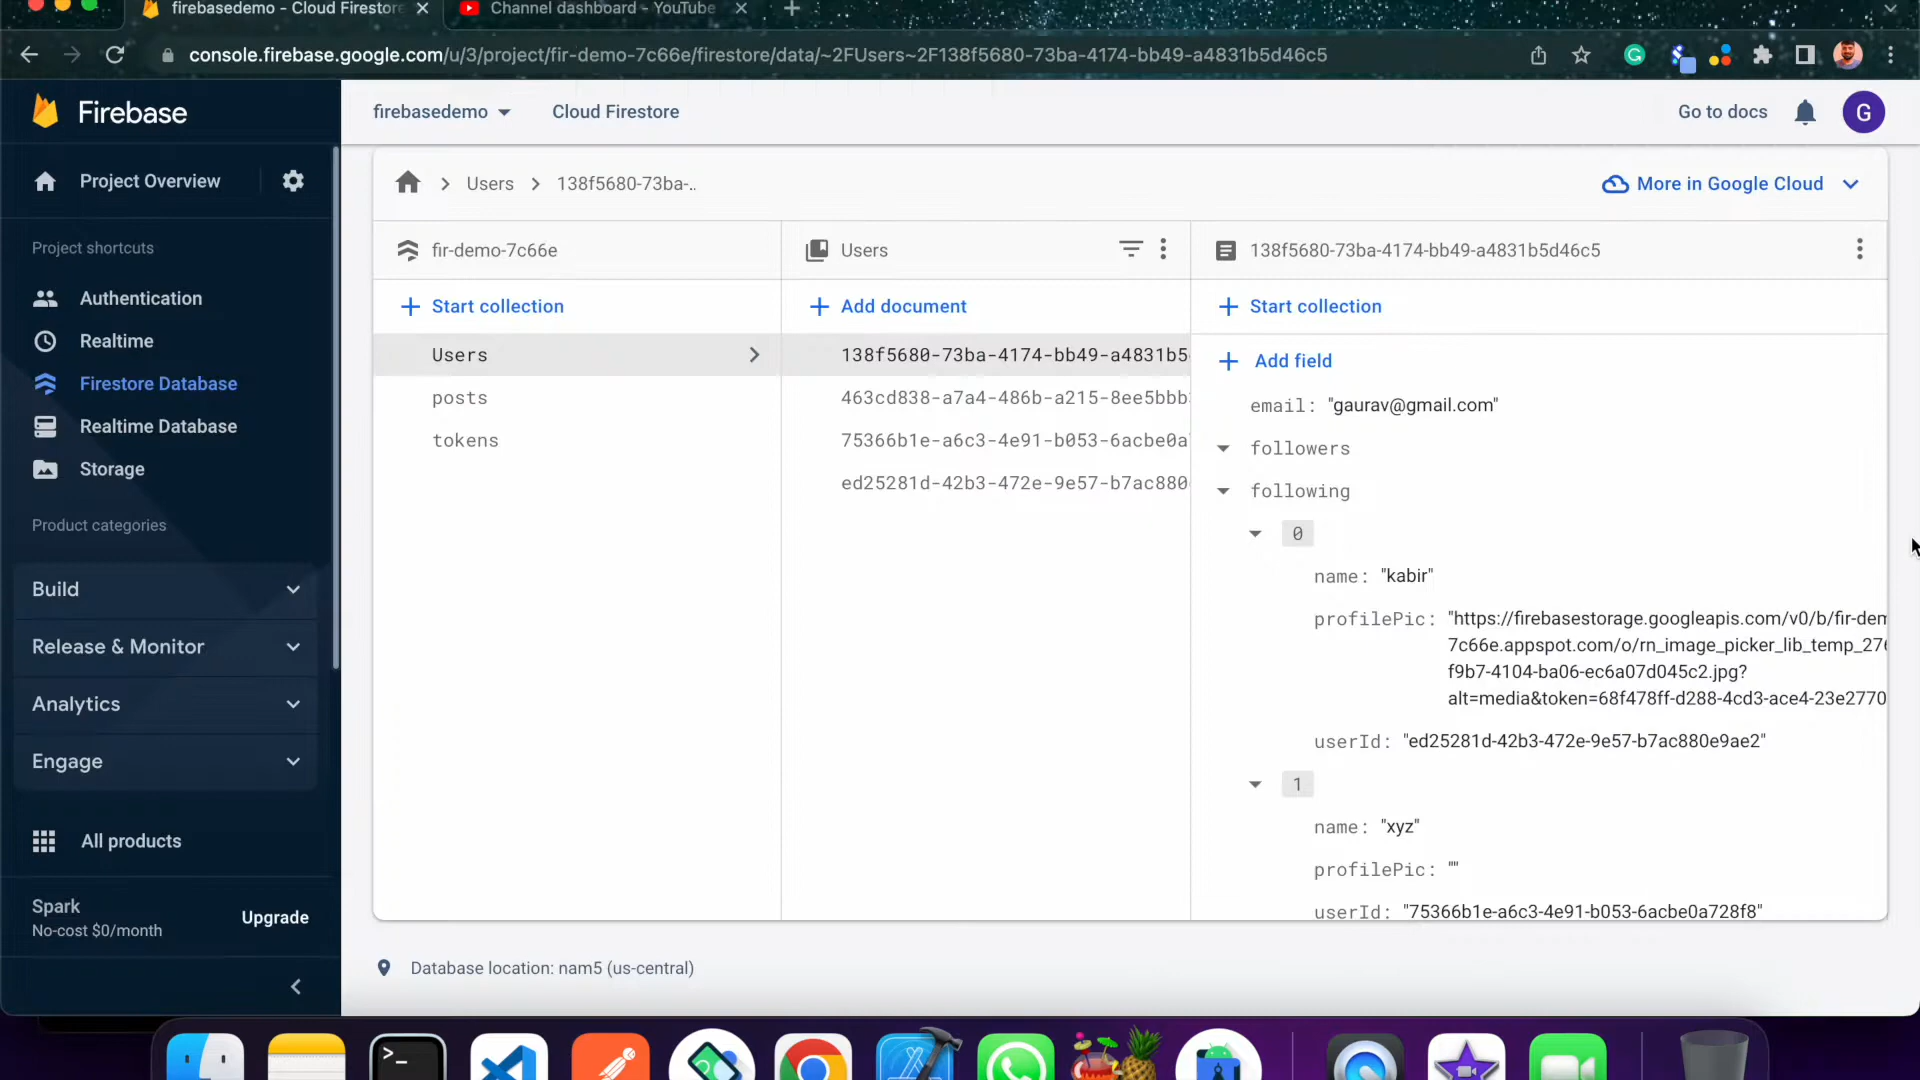 firebasedemo - Cloud Firestore
Channel dashboard - YouTube
console.firebase.google.com/u/3/project/fir-demo-7c66e/firestore/data/~2FUsers~2F138f5680-73ba-4174-bb49-a4831b5d46c5
Firebase
firebasedemo
Cloud Firestore
Go to docs
G
Project Overview
Users
138f5680-73ba-..
More in Google Cloud
Project shortcuts
fir-demo-7c66e
Users
138f5680-73ba-4174-bb49-a4831b5d46c5
Authentication
Start collection
Add document
Start collection
Realtime
Users
138f5680-73ba-4174-bb49-a4831b5
Add field
Firestore Database
posts
463cd838-a7a4-486b-a215-8ee5bbb
email: "gaurav@gmail.com"
Realtime Database
tokens
75366b1e-a6c3-4e91-b053-6acbe0a
followers
Storage
ed25281d-42b3-472e-9e57-b7ac880
following
Product categories
0
Build
name: "kabir"
Release & Monitor
profilePic: "https://firebasestorage.googleapis.com/v0/b/fir-dem
7c66e.appspot.com/o/rn_image_picker_lib_temp_276
f9b7-4104-ba06-ec6a07d045c2.jpg?
alt=media&token=68f478ff-d288-4cd3-ace4-23e2770
Analytics
userId: "ed25281d-42b3-472e-9e57-b7ac880e9ae2"
Engage
1
name: "xyz"
All products
profilePic: ""
Spark
userId: "75366b1e-a6c3-4e91-b053-6acbe0a728f8"
No-cost $0/month
Upgrade
Database location: nam5 (us-central)